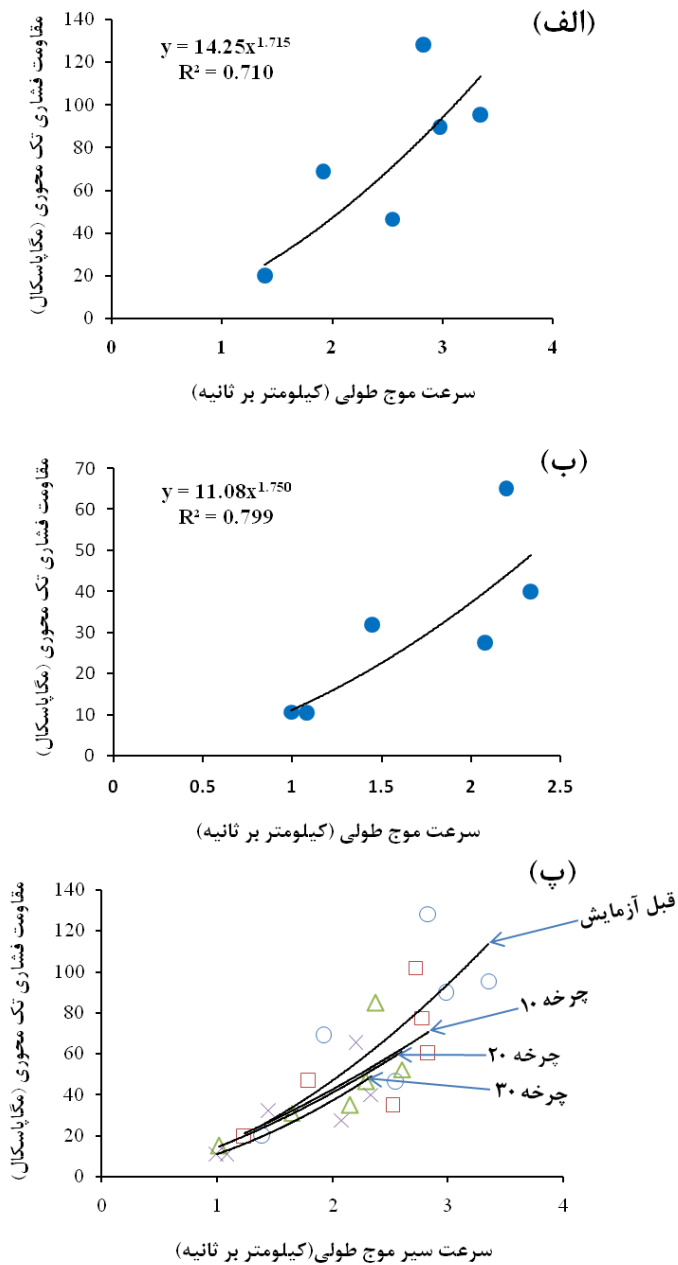 (الف)
y = 14.25x^1.715
R² = 0.710
مقاومت فشاری تک محوری (مگاپاسکال)
140
120
100
80
60
40
20
0
0 1 2 3 4
سرعت موج طولی (کیلومتر بر ثانیه)
(ب)
y = 11.08x^1.750
R² = 0.799
مقاومت فشاری تک محوری (مگاپاسکال)
70
60
50
40
30
20
10
0
0 0.5 1 1.5 2 2.5
سرعت موج طولی (کیلومتر بر ثانیه)
(پ)
مقاومت فشاری تک محوری (مگاپاسکال)
140
120
100
80
60
40
20
0
قبل آزمایش
چرخه ۱۰
چرخه ۲۰
چرخه ۳۰
0 1 2 3 4
سرعت سیر موج طولی(کیلومتر بر ثانیه)